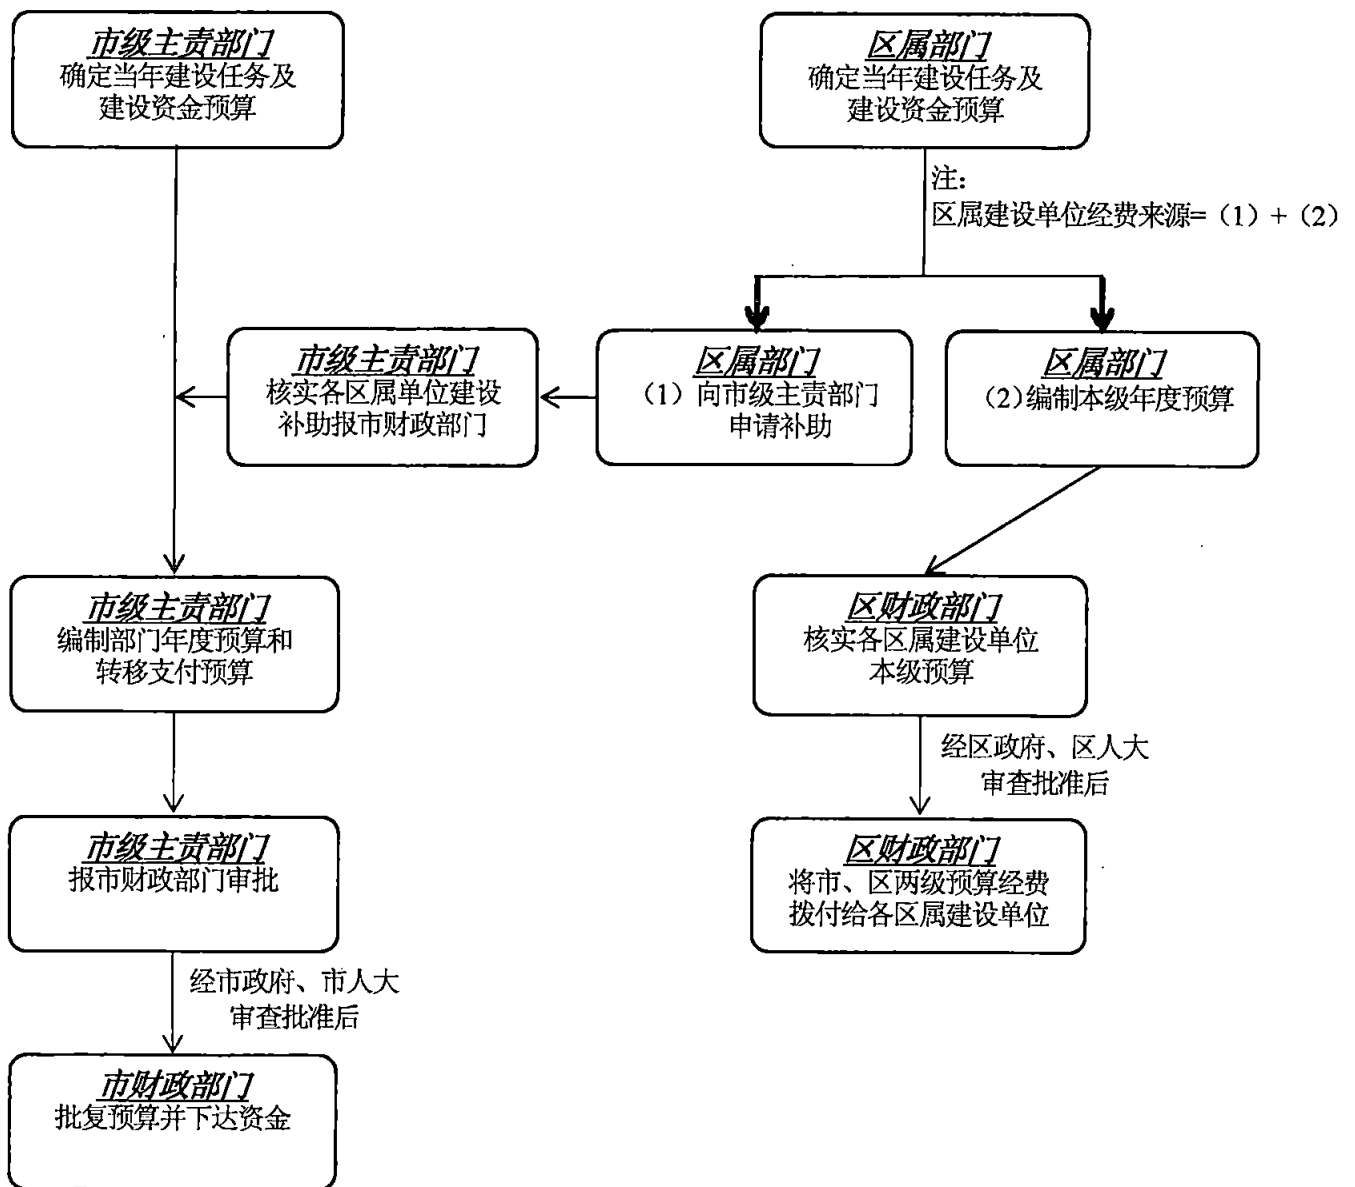 市级主责部门
确定当年建设任务及
建设资金预算
区属部门
确定当年建设任务及
建设资金预算
注：
区属建设单位经费来源=（1）+（2）
市级主责部门
核实各区属单位建设
补助报市财政部门
区属部门
（1）向市级主责部门
申请补助
区属部门
（2）编制本级年度预算
市级主责部门
编制部门年度预算和
转移支付预算
区财政部门
核实各区属建设单位
本级预算
经区政府、区人大
审查批准后
市级主责部门
报市财政部门审批
区财政部门
将市、区两级预算经费
拨付给各区属建设单位
经市政府、市人大
审查批准后
市财政部门
批复预算并下达资金